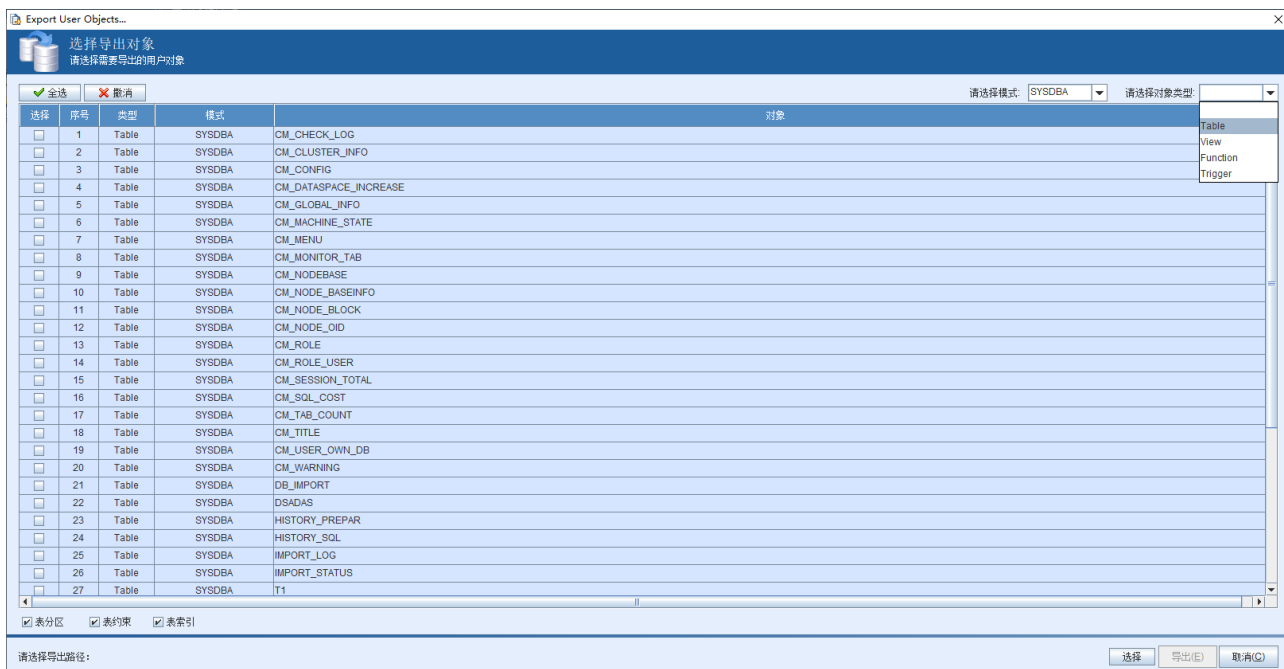 Export User Objects...
选择导出对象
请选择需要导出的用户对象
全选 撤消 请选择模式: SYSDBA 请选择对象类型:
选择 序号 类型 模式 对象
Table
View
Function
Trigger
1 Table SYSDBA CM_CHECK_LOG
2 Table SYSDBA CM_CLUSTER_INFO
3 Table SYSDBA CM_CONFIG
4 Table SYSDBA CM_DATASPACE_INCREASE
5 Table SYSDBA CM_GLOBAL_INFO
6 Table SYSDBA CM_MACHINE_STATE
7 Table SYSDBA CM_MENU
8 Table SYSDBA CM_MONITOR_TAB
9 Table SYSDBA CM_NODEBASE
10 Table SYSDBA CM_NODE_BASEINFO
11 Table SYSDBA CM_NODE_BLOCK
12 Table SYSDBA CM_NODE_OID
13 Table SYSDBA CM_ROLE
14 Table SYSDBA CM_ROLE_USER
15 Table SYSDBA CM_SESSION_TOTAL
16 Table SYSDBA CM_SQL_COST
17 Table SYSDBA CM_TAB_COUNT
18 Table SYSDBA CM_TITLE
19 Table SYSDBA CM_USER_OWN_DB
20 Table SYSDBA CM_WARNING
21 Table SYSDBA DB_IMPORT
22 Table SYSDBA DSADAS
23 Table SYSDBA HISTORY_PREPAR
24 Table SYSDBA HISTORY_SQL
25 Table SYSDBA IMPORT_LOG
26 Table SYSDBA IMPORT_STATUS
27 Table SYSDBA T1
表分区 表约束 表索引
请选择导出路径: 选择 导出(E) 取消(C)